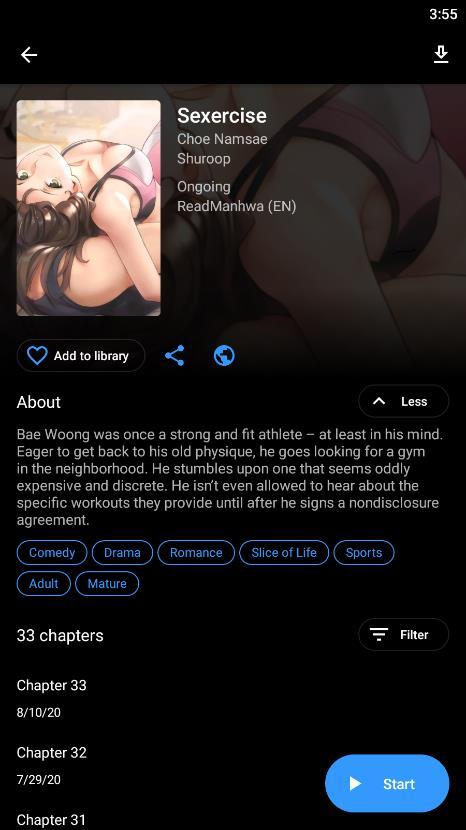 3:55
Sexercise
Choe Namsae
Shuroop
Ongoing
ReadManhwa (EN)
Add to library
About
Less
Bae Woong was once a strong and fit athlete – at least in his mind.
Eager to get back to his old physique, he goes looking for a gym
in the neighborhood. He stumbles upon one that seems oddly
expensive and discrete. He isn't even allowed to hear about the
specific workouts they provide until after he signs a nondisclosure
agreement.
Comedy Drama Romance Slice of Life Sports
Adult Mature
33 chapters
Filter
Chapter 33
8/10/20
Chapter 32
7/29/20
Start
Chapter 31